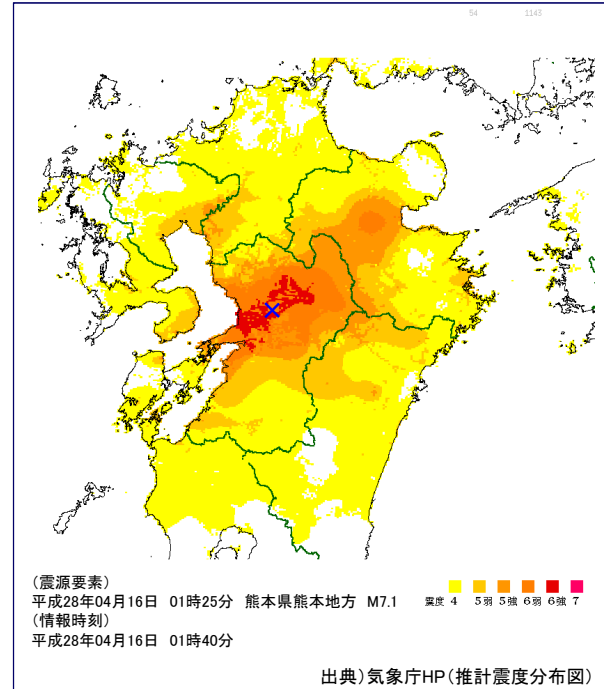 54 1143
(震源要素)
平成28年04月16日 01時25分 熊本県熊本地方 M7.1
震度 4 5弱 5強 6弱 6強 7
(情報時刻)
平成28年04月16日 01時40分
出典)気象庁HP(推計震度分布図)